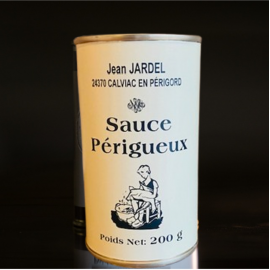 Jean JARDEL
24370 CALVIAC EN PÉRIGORD
Sauce
Périgueux
Poids Net: 200 g